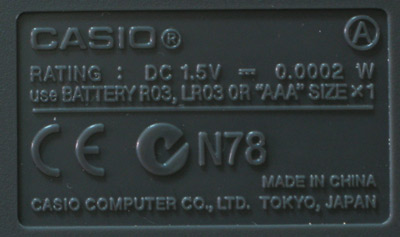 CASIO® Ⓐ
RATING : DC 1.5V ⎓ 0.0002 W
use BATTERY R03, LR03 OR "AAA" SIZE ×1
CE N78
MADE IN CHINA
CASIO COMPUTER CO., LTD. TOKYO, JAPAN